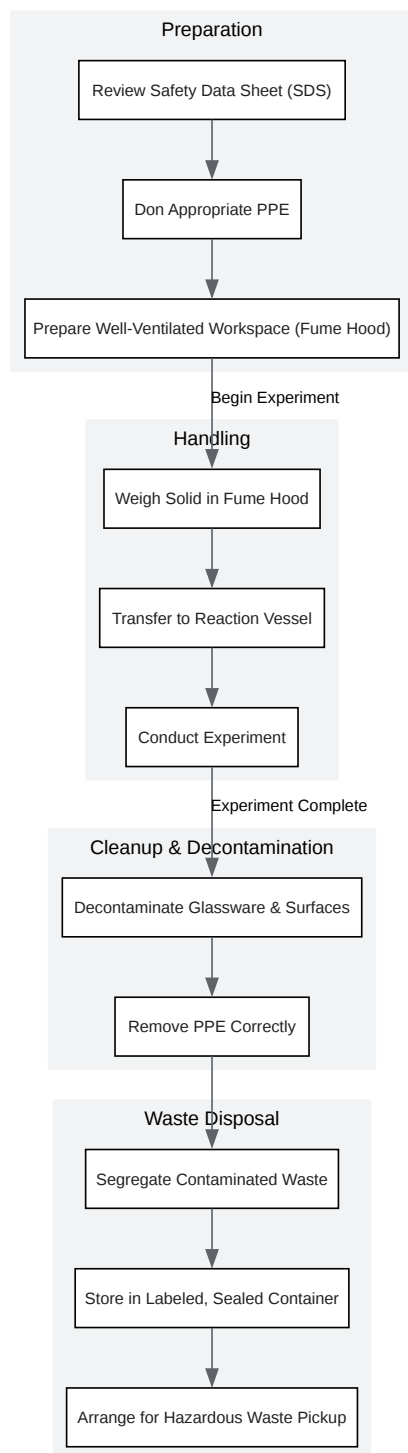 Preparation
Review Safety Data Sheet (SDS)
Don Appropriate PPE
Prepare Well-Ventilated Workspace (Fume Hood)
Begin Experiment
Handling
Weigh Solid in Fume Hood
Transfer to Reaction Vessel
Conduct Experiment
Experiment Complete
Cleanup & Decontamination
Decontaminate Glassware & Surfaces
Remove PPE Correctly
Waste Disposal
Segregate Contaminated Waste
Store in Labeled, Sealed Container
Arrange for Hazardous Waste Pickup